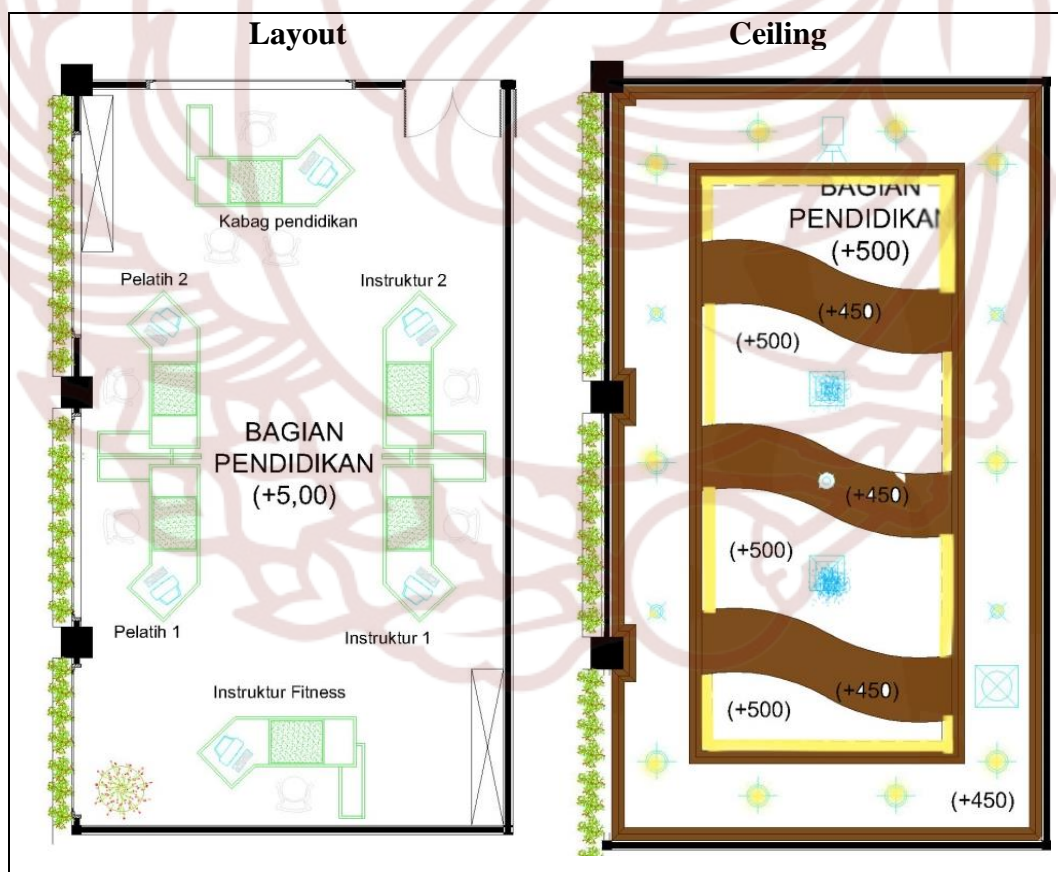 Layout
Ceiling
Kabag pendidikan
Pelatih 2
Instruktur 2
BAGIAN
PENDIDIKAN
(+5,00)
Pelatih 1
Instruktur 1
Instruktur Fitness
BAGIAN
PENDIDIKAN
(+500)
(+450)
(+500)
(+450)
(+500)
(+450)
(+500)
(+450)